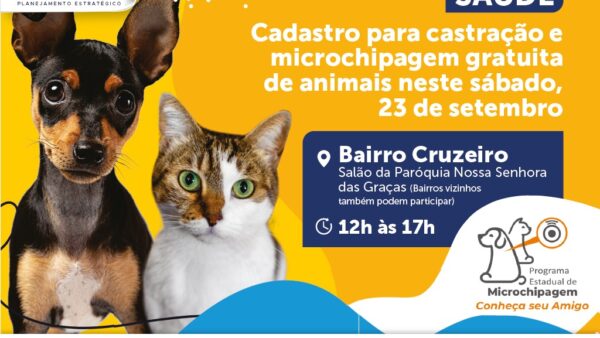 PLANEJAMENTO ESTRATÉGICO
SAÚDE
Cadastro para castração e
microchipagem gratuita
de animais neste sábado,
23 de setembro
Bairro Cruzeiro
Salão da Paróquia Nossa Senhora
das Graças (Bairros vizinhos
também podem participar)
12h às 17h
Programa
Estadual de
Microchipagem
Conheça seu Amigo